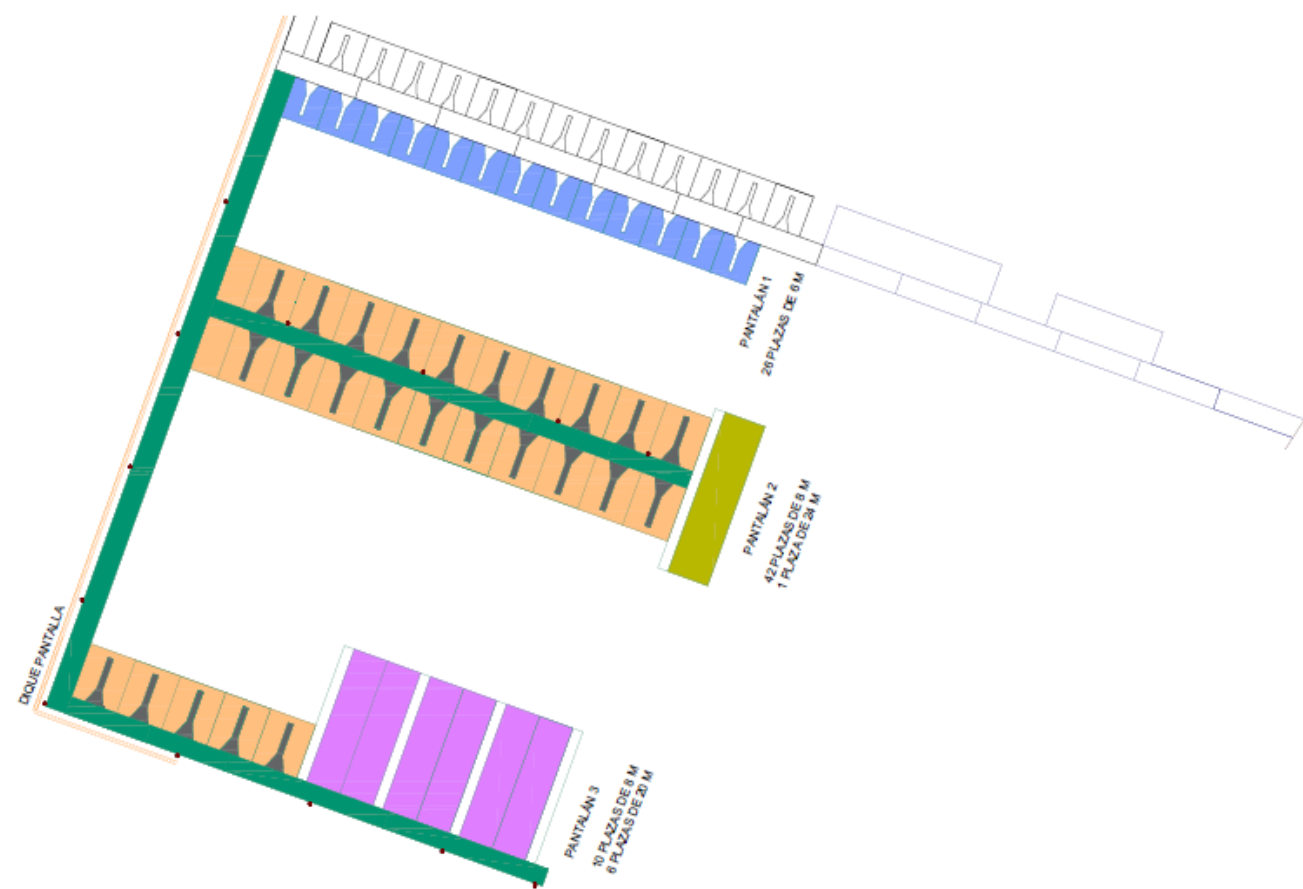 PANTALÁN 1
26 PLAZAS DE 6 M
PANTALÁN 2
42 PLAZAS DE 8 M
1 PLAZA DE 24 M
DIQUE PANTALLA
PANTALÁN 3
10 PLAZAS DE 8 M
6 PLAZAS DE 20 M